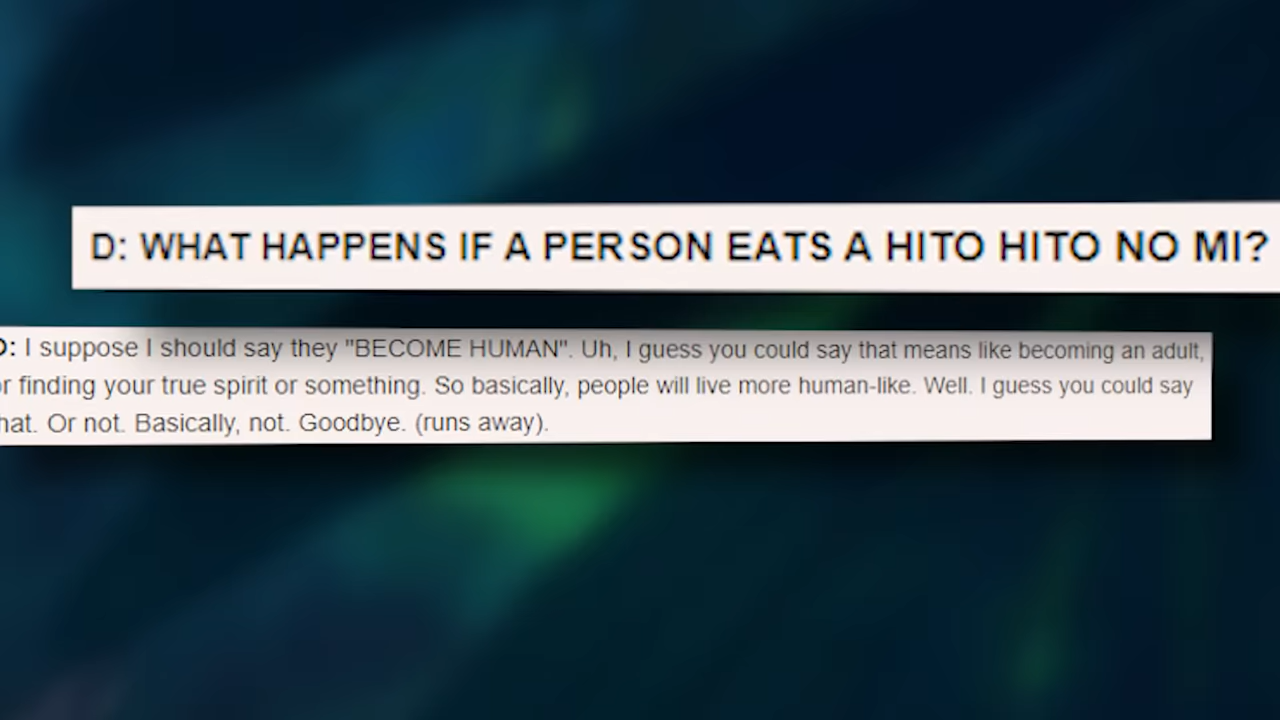 D: WHAT HAPPENS IF A PERSON EATS A HITO HITO NO MI?
: I suppose I should say they "BECOME HUMAN". Uh, I guess you could say that means like becoming an adult,
finding your true spirit or something. So basically, people will live more human-like. Well. I guess you could say
Or not. Basically, not. Goodbye. (runs away).